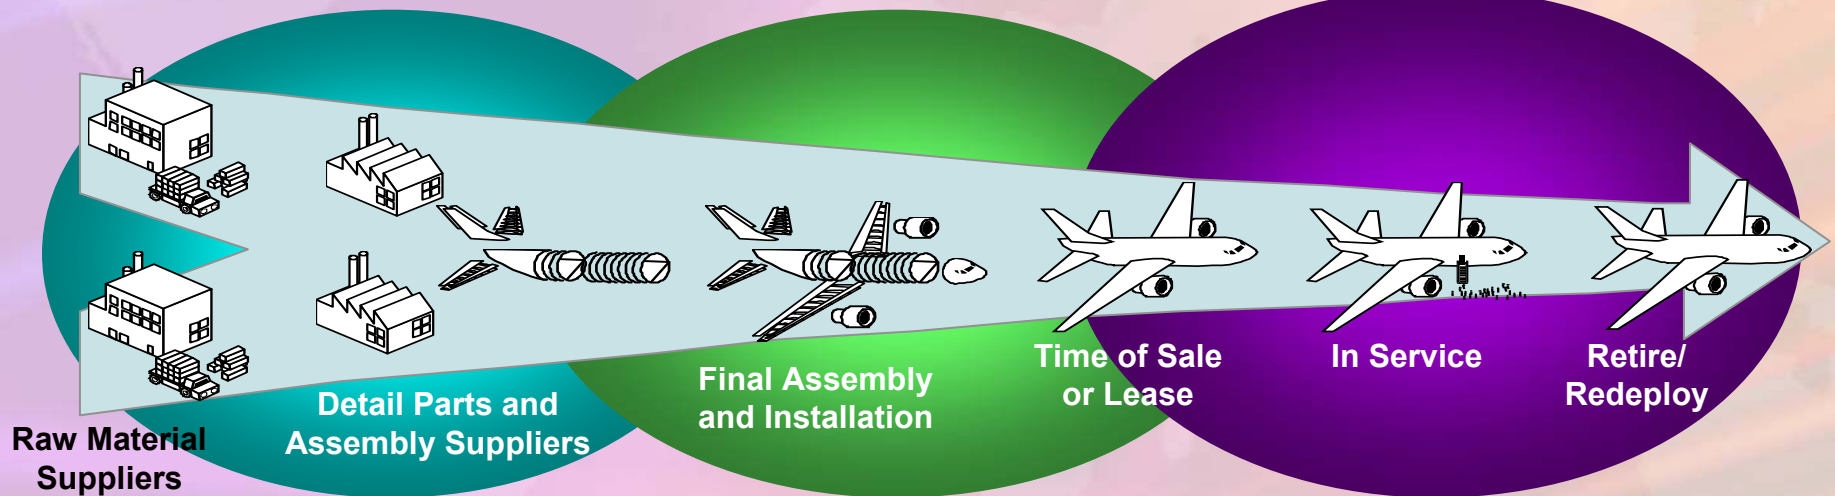 Raw Material
Suppliers
Detail Parts and
Assembly Suppliers
Final Assembly
and Installation
Time of Sale
or Lease
In Service
Retire/
Redeploy